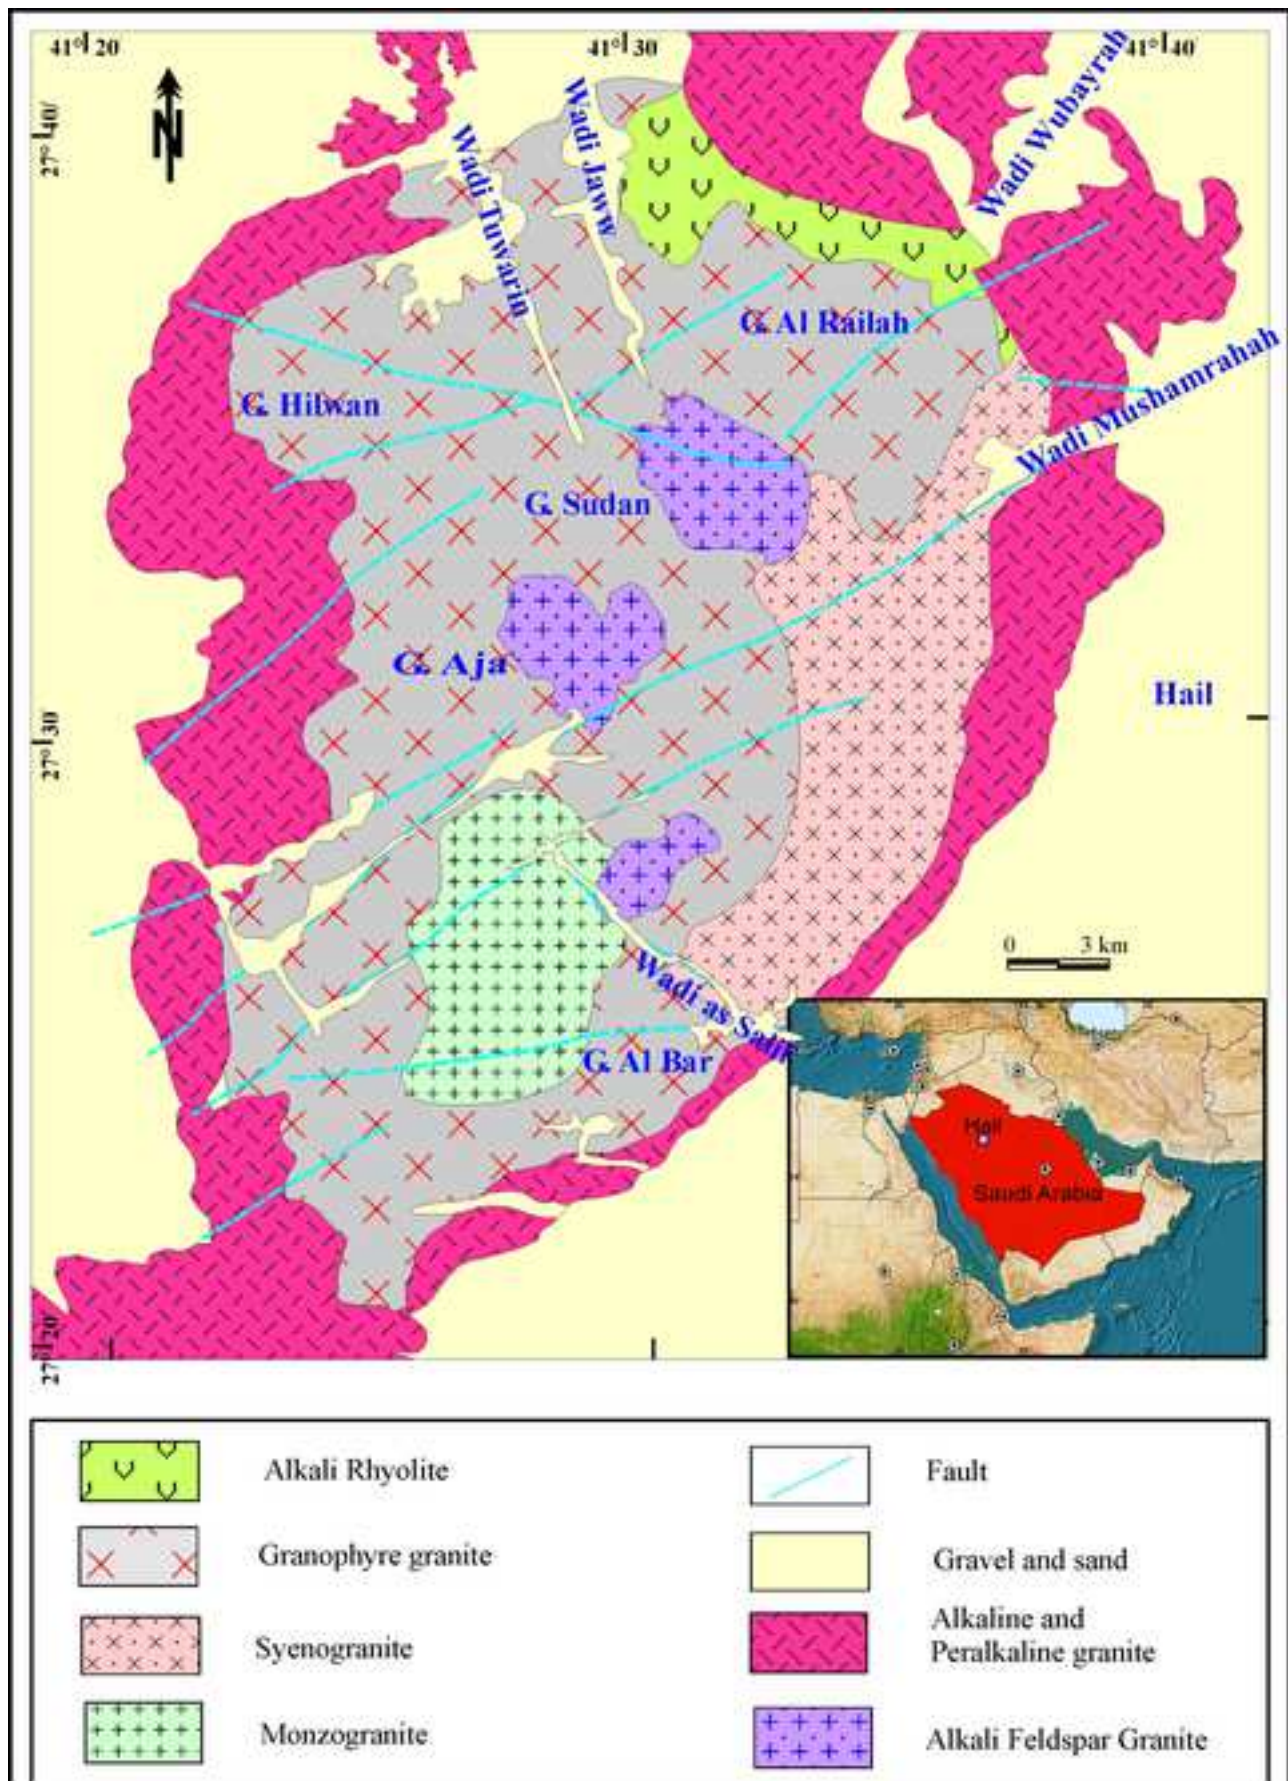 41° 20
41° 30
41° 40
N
27° 40/
Wadi Tuwarin
Wadi Jaww
Wadi Wubayrah
G. Al Railah
Wadi Mushamrahah
G. Hilwan
G. Sudan
G. Aja
Hail
27° 30
0 3 km
Wadi as Salif
G. Al Bar
Hail
Saudi Arabia
27° 20
Alkali Rhyolite
Fault
Granophyre granite
Gravel and sand
Syenogranite
Alkaline and
Peralkaline granite
Monzogranite
Alkali Feldspar Granite